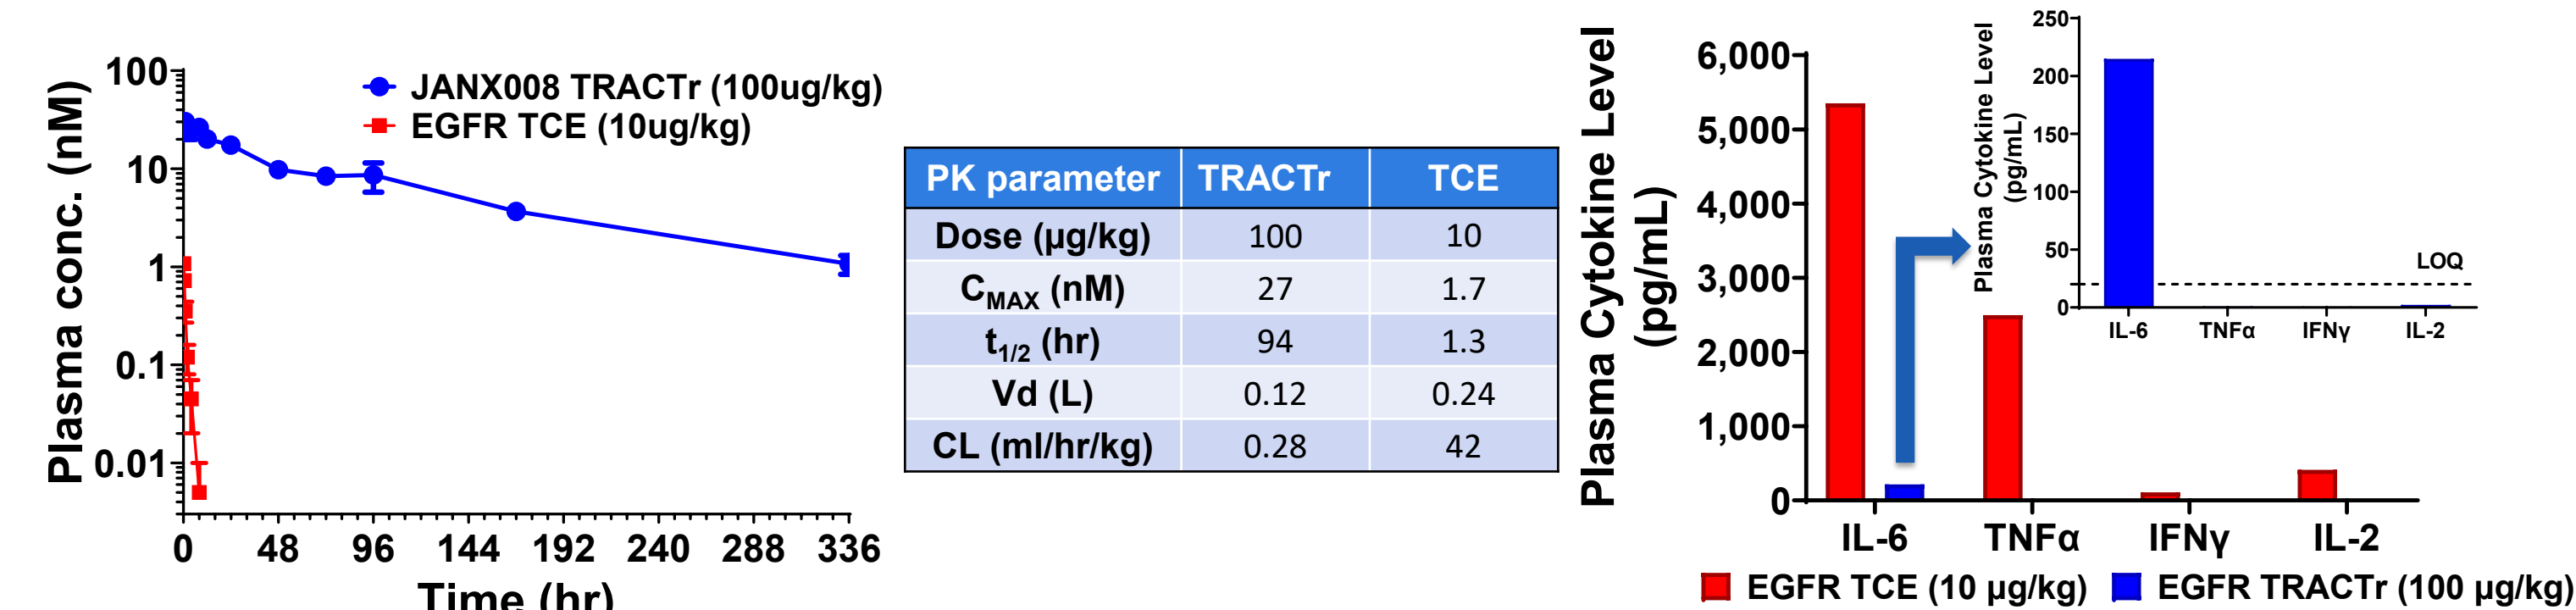 Plasma conc. (nM)
100
10
1
0.1
0.01
JANX008 TRACTr (100ug/kg)
EGFR TCE (10ug/kg)
0 48 96 144 192 240 288 336
Time (hr)
PK parameter TRACTr TCE
Dose (µg/kg) 100 10
CMAX (nM) 27 1.7
t1/2 (hr) 94 1.3
Vd (L) 0.12 0.24
CL (ml/hr/kg) 0.28 42
Plasma Cytokine Level
(pg/mL)
6,000
5,000
4,000
3,000
2,000
1,000
0
IL-6 TNFα IFNγ IL-2
Plasma Cytokine Level
(pg/mL)
250
200
150
100
50
0
LOQ
IL-6 TNFα IFNγ IL-2
EGFR TCE (10 µg/kg) EGFR TRACTr (100 µg/kg)